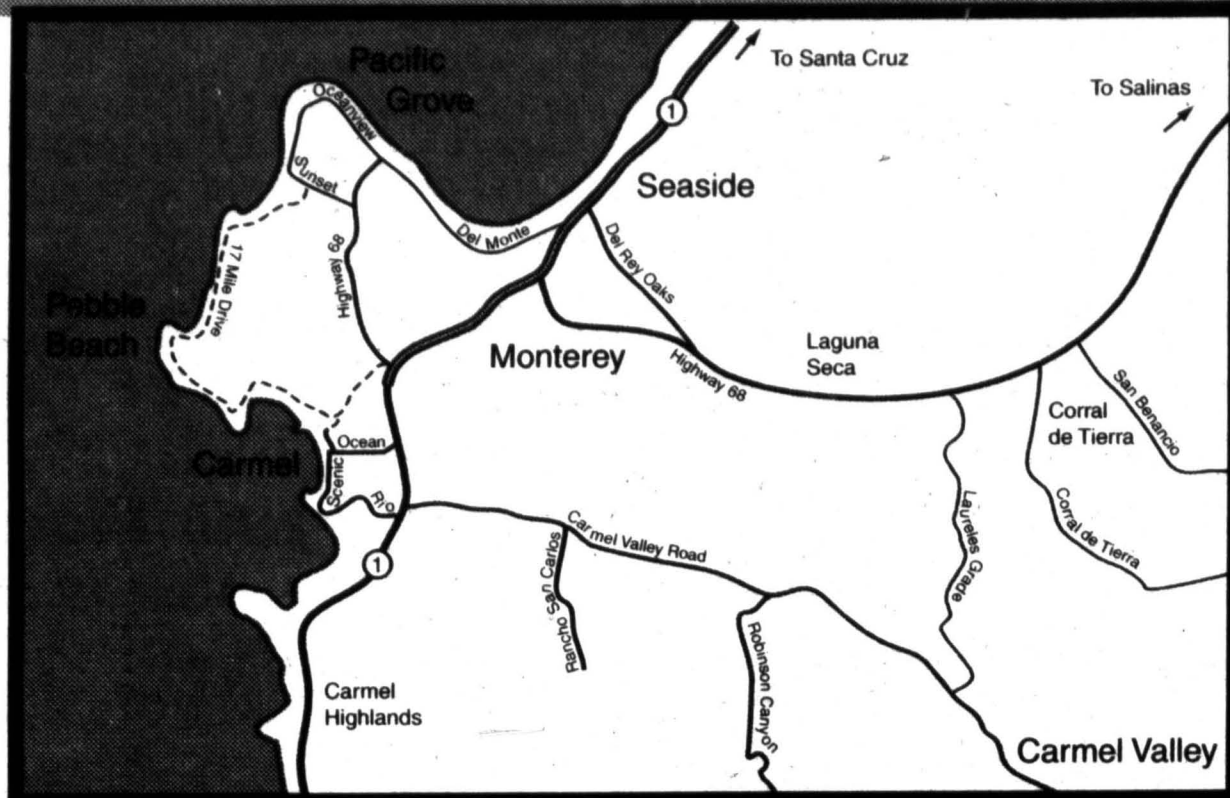 Pacific
Grove
To Santa Cruz
To Salinas
Oceanview
1
Sunset
Seaside
Del Monte
Del Rey Oaks
17 Mile Drive
Highway 68
Pebble
Beach
Monterey
Highway 68
Laguna
Seca
San Benancio
Corral
de Tierra
Ocean
Carmel
Scenic
Rio
Laureles Grade
Corral de Tierra
Carmel Valley Road
1
Rancho San Carlos
Robinson Canyon
Carmel
Highlands
Carmel Valley